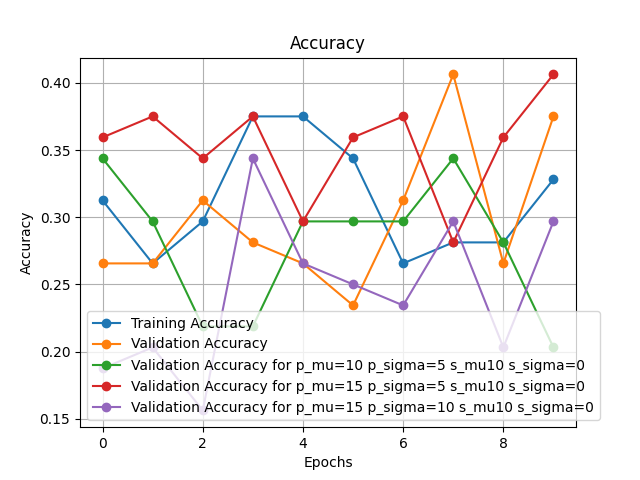 Accuracy
0.40
0.35
0.30
0.25
0.20
0.15
Accuracy
Training Accuracy
Validation Accuracy
Validation Accuracy for p_mu=10 p_sigma=5 s_mu10 s_sigma=0
Validation Accuracy for p_mu=15 p_sigma=5 s_mu10 s_sigma=0
Validation Accuracy for p_mu=15 p_sigma=10 s_mu10 s_sigma=0
0 2 4 6 8
Epochs